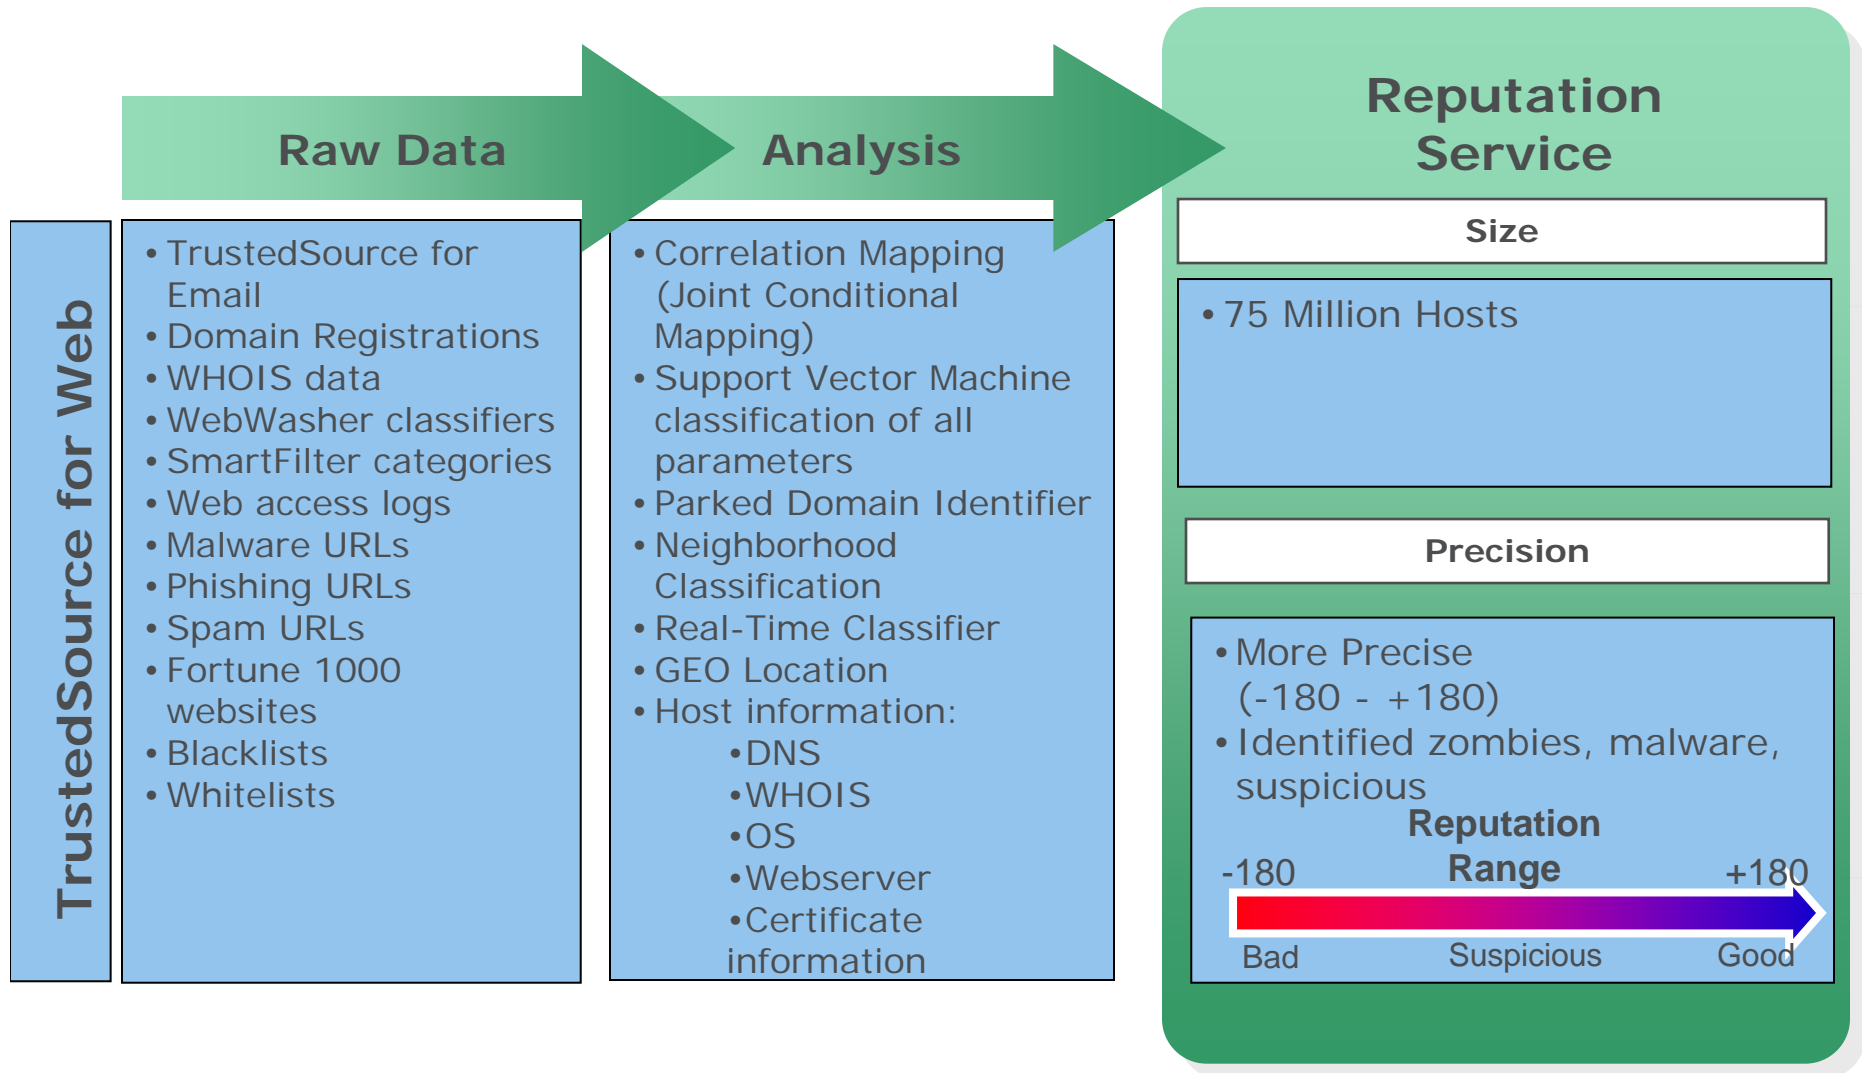 TrustedSource for Web
Raw Data
• TrustedSource for
Email
• Domain Registrations
• WHOIS data
• WebWasher classifiers
• SmartFilter categories
• Web access logs
• Malware URLs
• Phishing URLs
• Spam URLs
• Fortune 1000
websites
• Blacklists
• Whitelists
Analysis
• Correlation Mapping
(Joint Conditional
Mapping)
• Support Vector Machine
classification of all
parameters
• Parked Domain Identifier
• Neighborhood
Classification
• Real-Time Classifier
• GEO Location
• Host information:
•DNS
•WHOIS
•OS
•Webserver
•Certificate
information
Reputation
Service
Size
• 75 Million Hosts
Precision
• More Precise
(-180 - +180)
• Identified zombies, malware,
suspicious
Reputation
-180 Range +180
Bad Suspicious Good